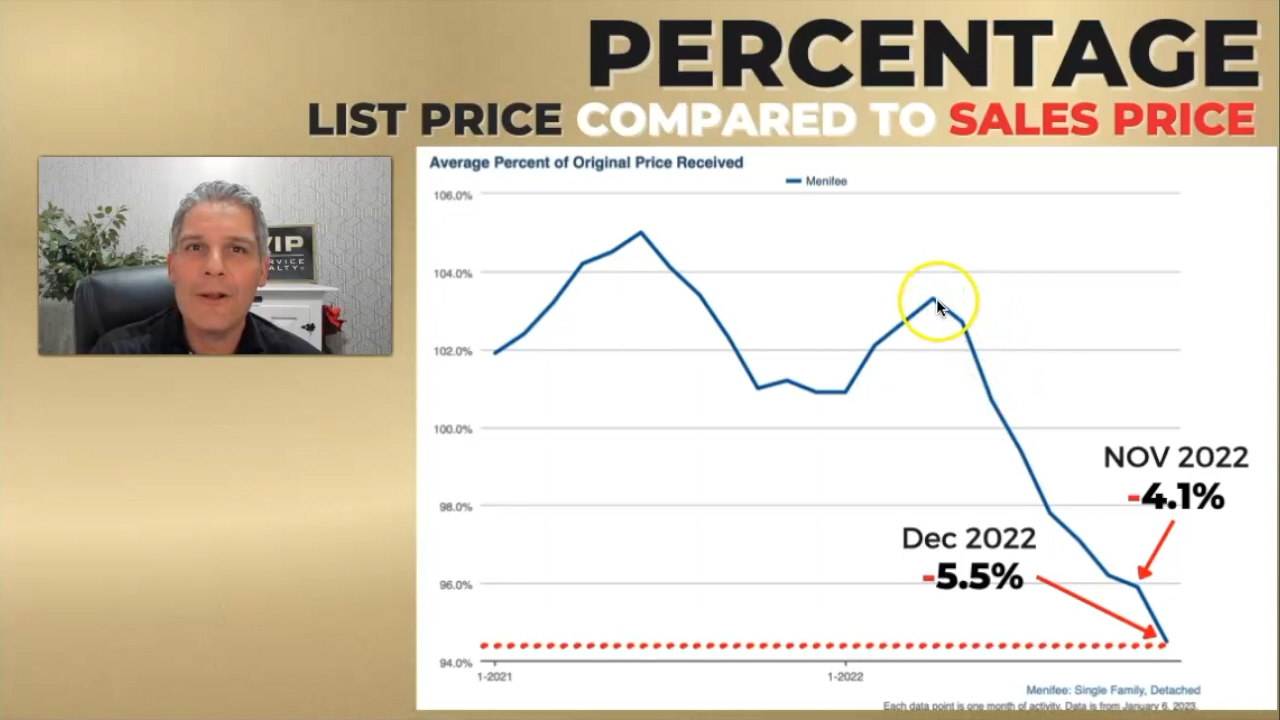 PERCENTAGE
LIST PRICE COMPARED TO SALES PRICE
Average Percent of Original Price Received
Menifee
106.0%
104.0%
102.0%
100.0%
98.0%
96.0%
94.0%
VIP
NOV 2022
-4.1%
Dec 2022
-5.5%
1-2021
1-2022
Menifee: Single Family, Detached
Each data point is one month of activity. Data is from January 6, 2023.